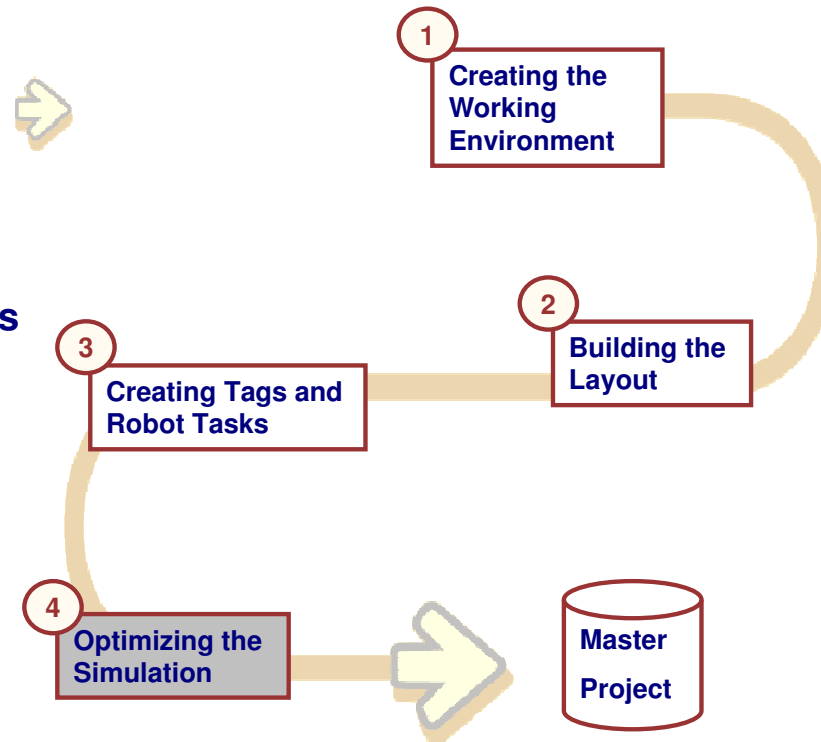 1
Creating the
Working
Environment
2
Building the
Layout
s
3
Creating Tags and
Robot Tasks
4
Optimizing the
Simulation
Master
Project